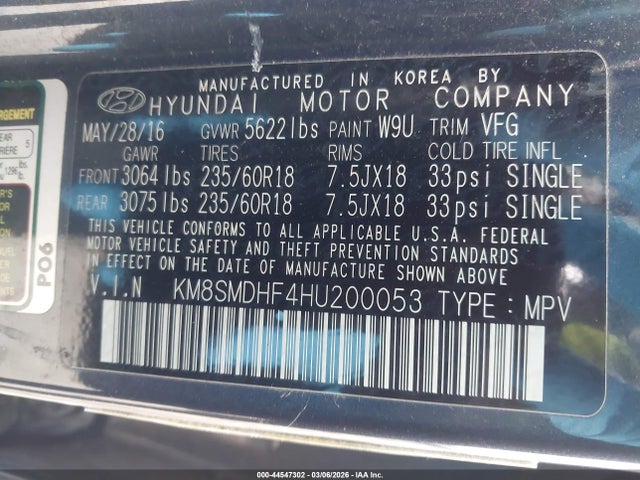 MANUFACTURED IN KOREA BY
HYUNDAI MOTOR COMPANY
MAY/28/16 GVWR 5622lbs PAINT W9U TRIM VFG
GAWR TIRES RIMS COLD TIRE INFL
FRONT 3064lbs 235/60R18 7.5JX18 33psi SINGLE
REAR 3075lbs 235/60R18 7.5JX18 33psi SINGLE
THIS VEHICLE CONFORMS TO ALL APPLICABLE U.S.A. FEDERAL
MOTOR VEHICLE SAFETY AND THEFT PREVENTION STANDARDS
IN EFFECT ON THE DATE OF MANUFACTURE SHOWN ABOVE
V.I.N KM8SMDHF4HU200053 TYPE : MPV
P06
000-44547302 — 03/06/2026 — IAA Inc.